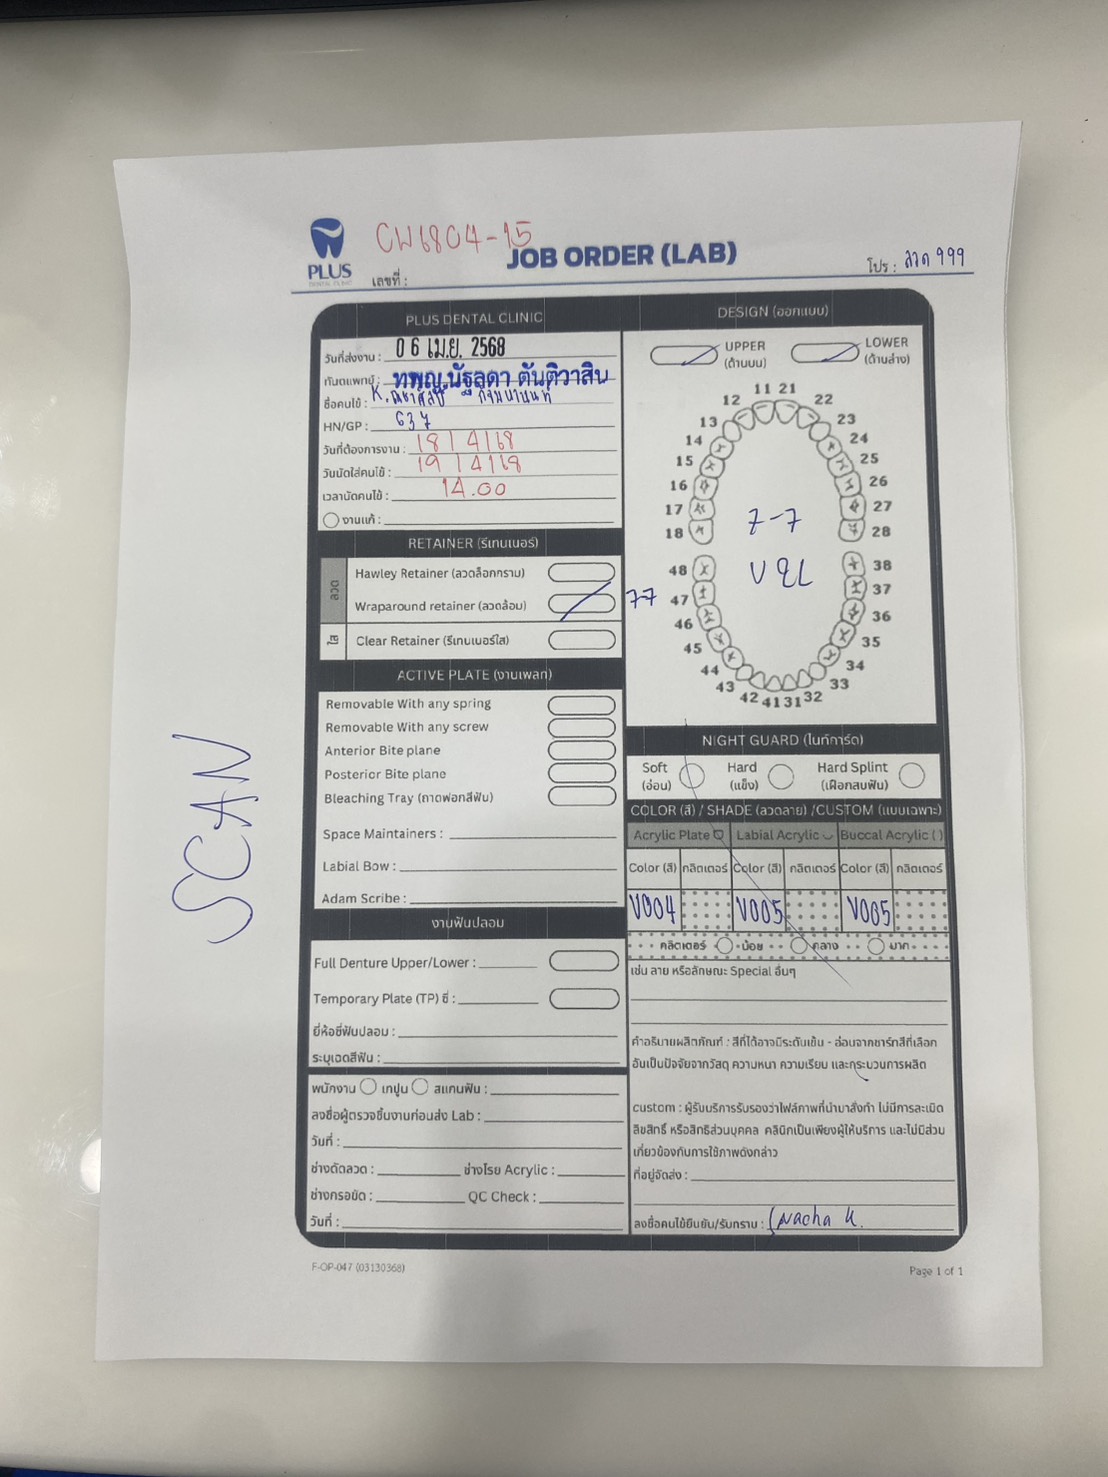 CW6804-15
PLUS
DENTAL CLINIC
JOB ORDER (LAB)
เลขที่ :
โปร : ลวด 999
PLUS DENTAL CLINIC
วันที่ส่งงาน : 06 เม.ย. 2568
ทันตแพทย์ : ทพญ.นัฐลดา ตันติวาสิน
ชื่อคนไข้ : K.
HN/GP : 637
วันที่ต้องการงาน : 18/4/68
วันนัดใส่คนไข้ : 19/4/68
เวลานัดคนไข้ : 14.00
งานแก้ :
RETAINER (รีเทนเนอร์)
ลวด
Hawley Retainer (ลวดล็อกกราม)
Wraparound retainer (ลวดล้อม) 7-7
ใส
Clear Retainer (รีเทนเนอร์ใส)
ACTIVE PLATE (งานเพลท)
Removable With any spring
Removable With any screw
Anterior Bite plane
Posterior Bite plane
Bleaching Tray (ถาดฟอกสีฟัน)
Space Maintainers :
Labial Bow :
Adam Scribe :
งานฟันปลอม
Full Denture Upper/Lower :
Temporary Plate (TP) ซี่ :
ยี่ห้อซี่ฟันปลอม :
ระบุเฉดสีฟัน :
พนักงาน เทปูน สแกนฟัน :
ลงชื่อผู้ตรวจชิ้นงานก่อนส่ง Lab :
วันที่ :
ช่างดัดลวด : ช่างโรย Acrylic :
ช่างกรอขัด : QC Check :
วันที่ :
DESIGN (ออกแบบ)
UPPER
(ด้านบน)
LOWER
(ด้านล่าง)
11 21
12 22
13 23
14 24
15 25
16 26
17 27
18 28
7-7
48 38
47 37
46 36
45 35
44 34
43 33
42 41 31 32
NIGHT GUARD (ไนท์การ์ด)
Soft
(อ่อน)
Hard
(แข็ง)
Hard Splint
(เฝือกสบฟัน)
COLOR (สี) / SHADE (ลวดลาย) /CUSTOM (แบบเฉพาะ)
Acrylic Plate Labial Acrylic Buccal Acrylic ( )
Color (สี) กลิตเตอร์ Color (สี) กลิตเตอร์ Color (สี) กลิตเตอร์
V004 V005 V005
กลิตเตอร์ น้อย กลาง มาก
เช่น ลาย หรือลักษณะ Special อื่นๆ
คำอธิบายผลิตภัณฑ์ : สีที่ได้อาจมีระดับเข้ม - อ่อนจากชาร์ทสีที่เลือก
อันเป็นปัจจัยจากวัสดุ ความหนา ความเรียบ และกระบวนการผลิต
custom : ผู้รับบริการรับรองว่าไฟล์ภาพที่นำมาสั่งทำ ไม่มีการละเมิด
ลิขสิทธิ์ หรือสิทธิส่วนบุคคล คลินิกเป็นเพียงผู้ให้บริการ และไม่มีส่วน
เกี่ยวข้องกับการใช้ภาพดังกล่าว
ที่อยู่จัดส่ง :
ลงชื่อคนไข้ยืนยัน/รับทราบ : Nacha K.
SCAN
F-OP-047 (03130368)
Page 1 of 1